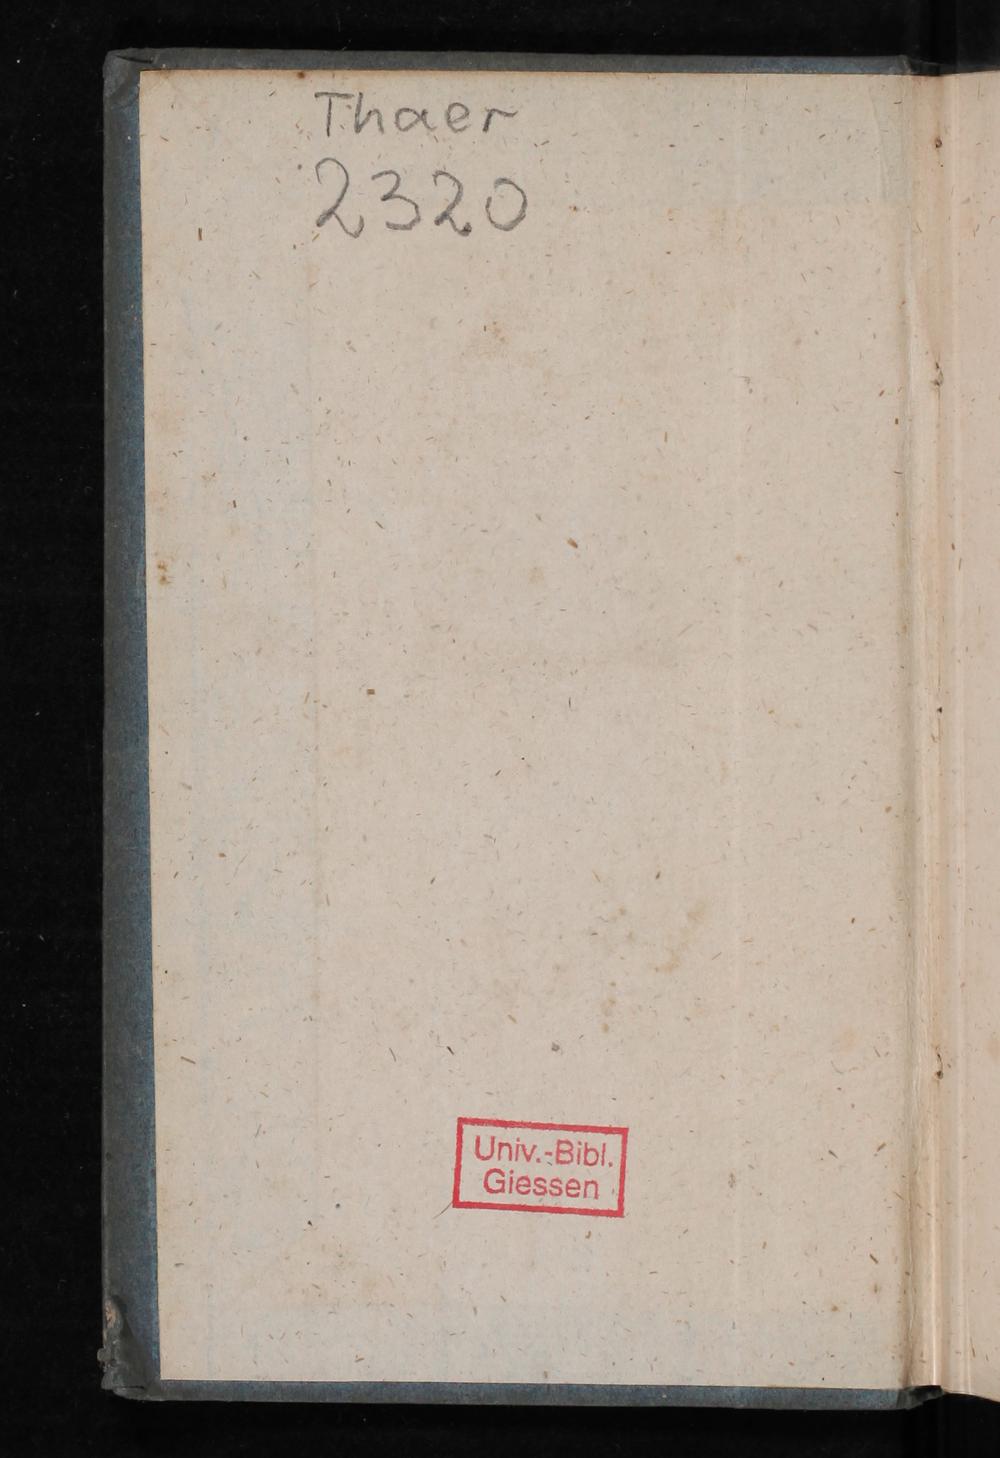 Thaer
2320
Univ.-Bibl.
Giessen